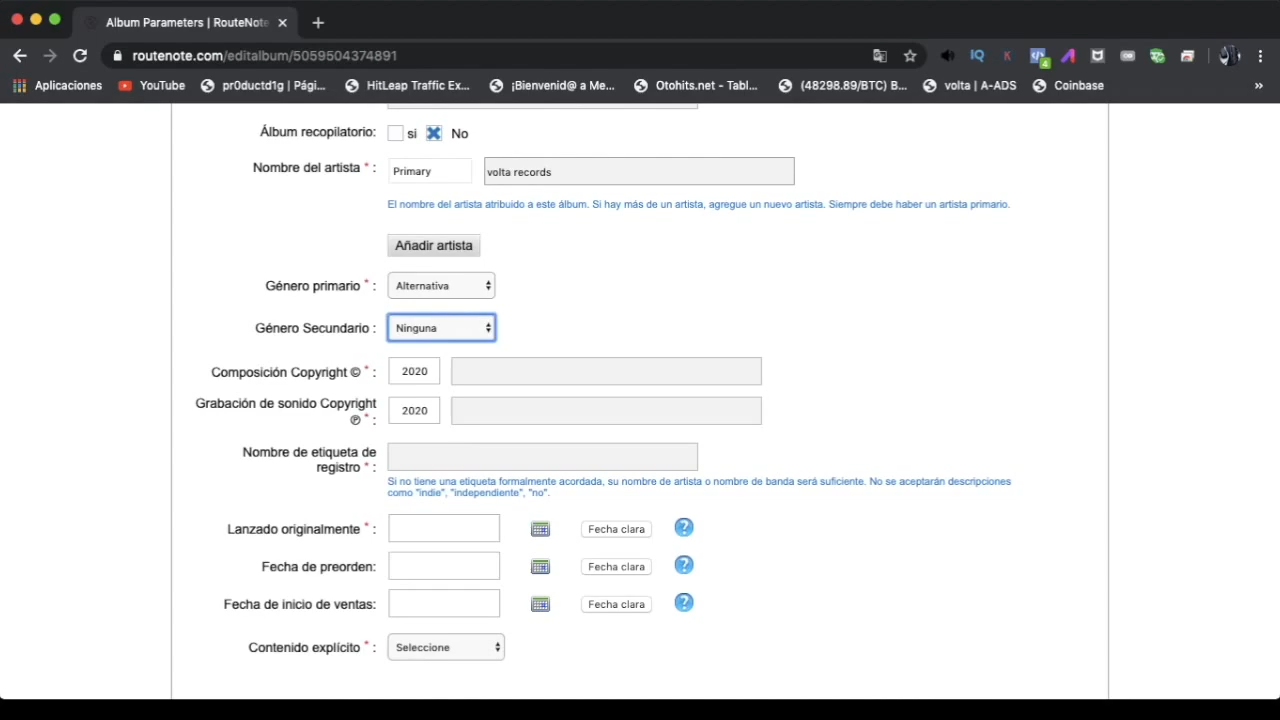 Album Parameters | RouteNote
routenote.com/editalbum/5059504374891
IQ
K
4
Aplicaciones
YouTube
pr0ductd1g | Pági...
HitLeap Traffic Ex...
¡Bienvenid@ a Me...
Otohits.net - Tabl...
(48298.89/BTC) B...
volta | A-ADS
Coinbase
»
Álbum recopilatorio:
si
No
Nombre del artista * :
Primary
volta records
El nombre del artista atribuido a este álbum. Si hay más de un artista, agregue un nuevo artista. Siempre debe haber un artista primario.
Añadir artista
Género primario * :
Alternativa
Género Secundario :
Ninguna
Composición Copyright © * :
2020
Grabación de sonido Copyright
℗ * :
2020
Nombre de etiqueta de
registro * :
Si no tiene una etiqueta formalmente acordada, su nombre de artista o nombre de banda será suficiente. No se aceptarán descripciones
como "indie", "independiente", "no".
Lanzado originalmente * :
Fecha clara
?
Fecha de preorden:
Fecha clara
?
Fecha de inicio de ventas:
Fecha clara
?
Contenido explícito * :
Seleccione